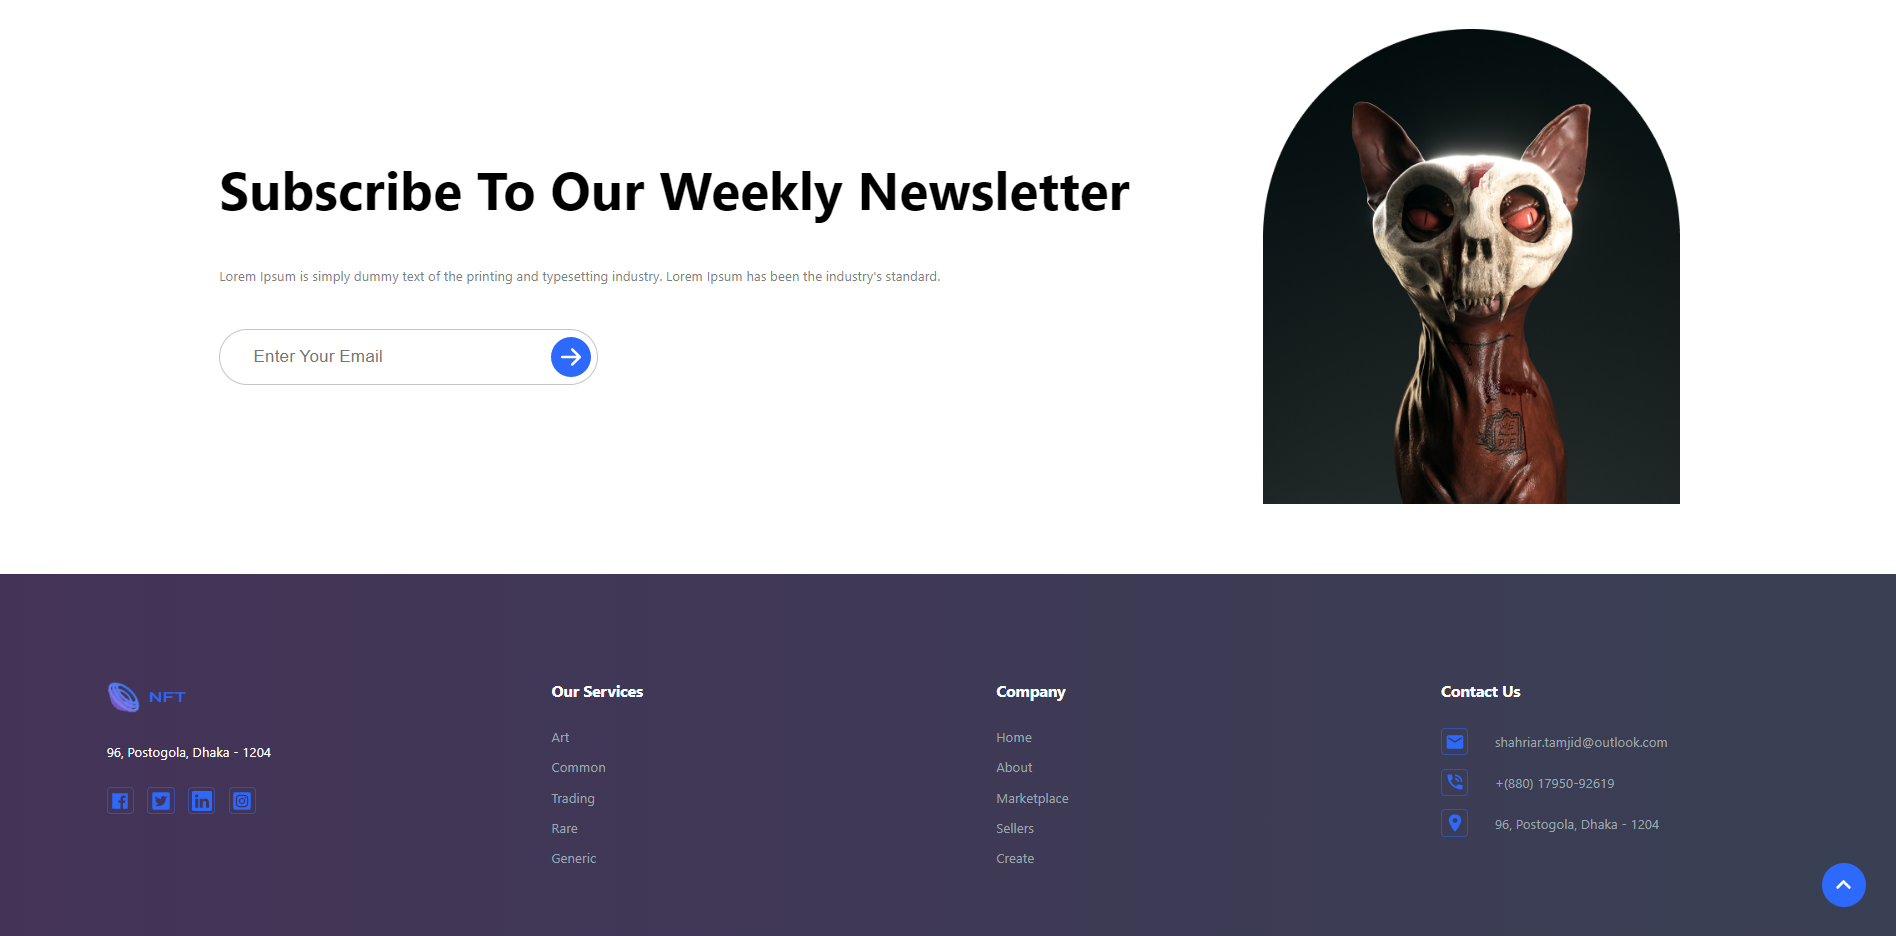 Subscribe To Our Weekly Newsletter
Lorem Ipsum is simply dummy text of the printing and typesetting industry. Lorem Ipsum has been the industry's standard.
Enter Your Email
NFT
96, Postogola, Dhaka - 1204
Our Services
Art
Common
Trading
Rare
Generic
Company
Home
About
Marketplace
Sellers
Create
Contact Us
shahriar.tamjid@outlook.com
+(880) 17950-92619
96, Postogola, Dhaka - 1204